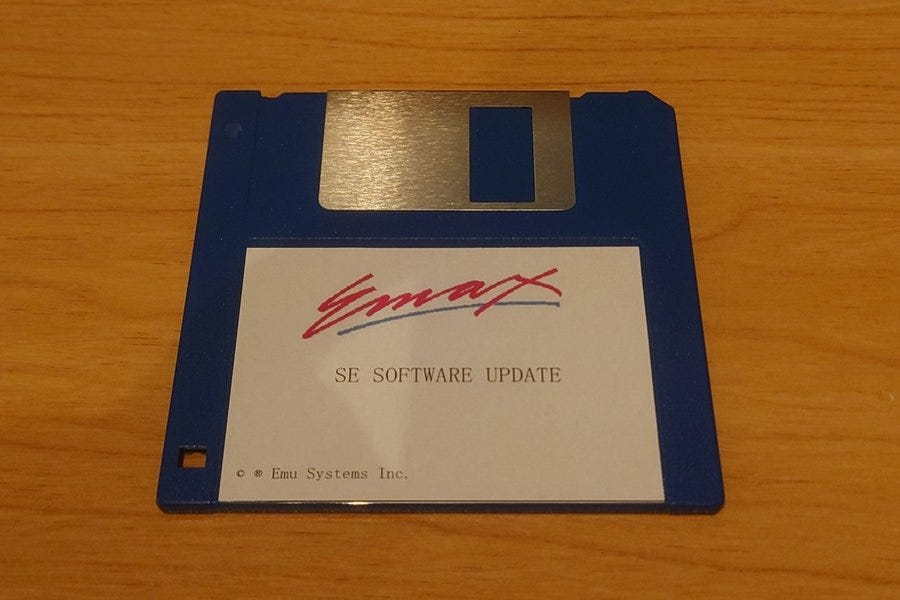 Emax
SE SOFTWARE UPDATE
© ® Emu Systems Inc.